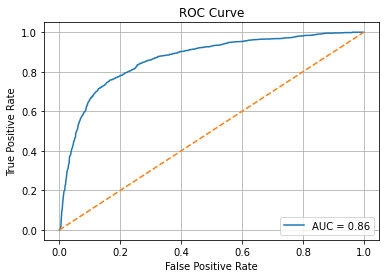 ROC Curve
True Positive Rate
1.0
0.8
0.6
0.4
0.2
0.0
AUC = 0.86
0.0 0.2 0.4 0.6 0.8 1.0
False Positive Rate